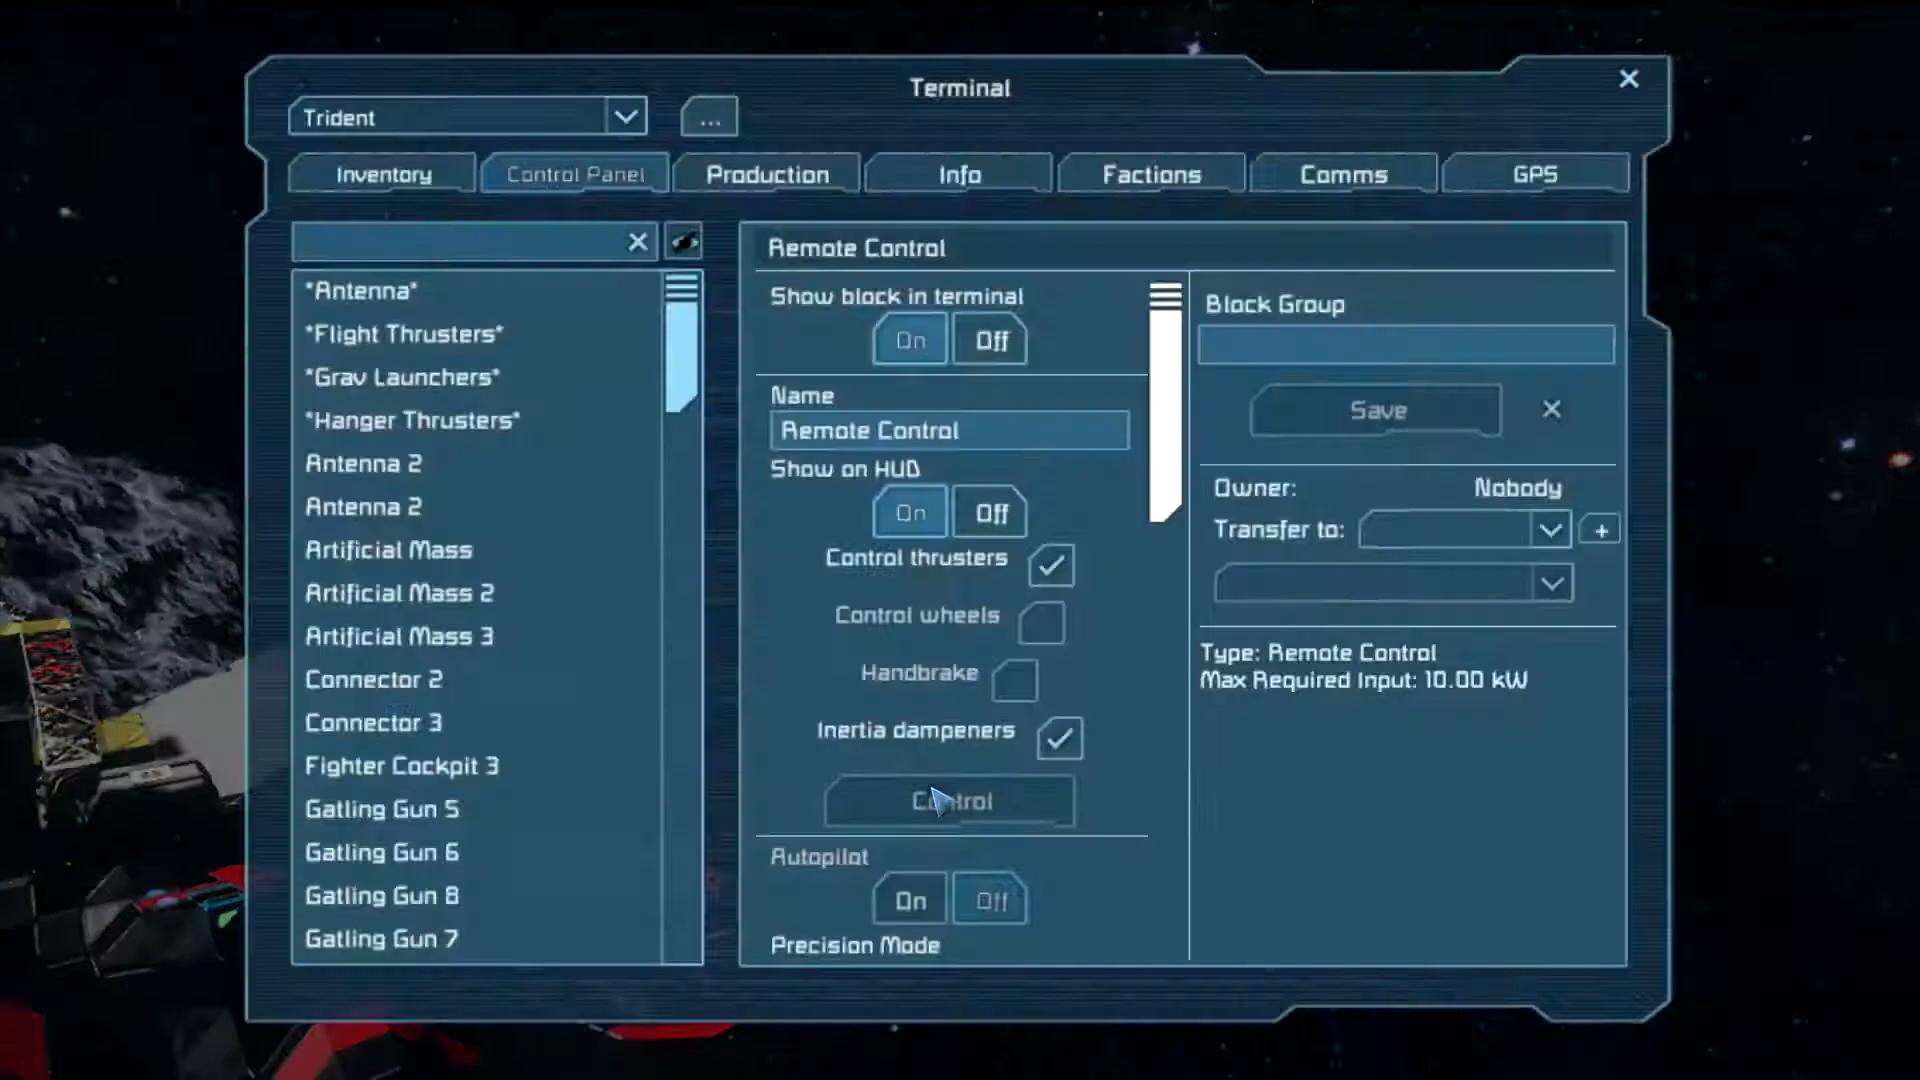 Terminal
Trident
...
Inventory
Control Panel
Production
Info
Factions
Comms
GPS
*Antenna*
*Flight Thrusters*
*Grav Launchers*
*Hanger Thrusters*
Antenna 2
Antenna 2
Artificial Mass
Artificial Mass 2
Artificial Mass 3
Connector 2
Connector 3
Fighter Cockpit 3
Gatling Gun 5
Gatling Gun 6
Gatling Gun 8
Gatling Gun 7
Remote Control
Show block in terminal
On Off
Name
Remote Control
Show on HUD
On Off
Control thrusters
Control wheels
Handbrake
Inertia dampeners
Control
Autopilot
On Off
Precision Mode
Block Group
Save
Owner: Nobody
Transfer to:
+
Type: Remote Control
Max Required Input: 10.00 kW